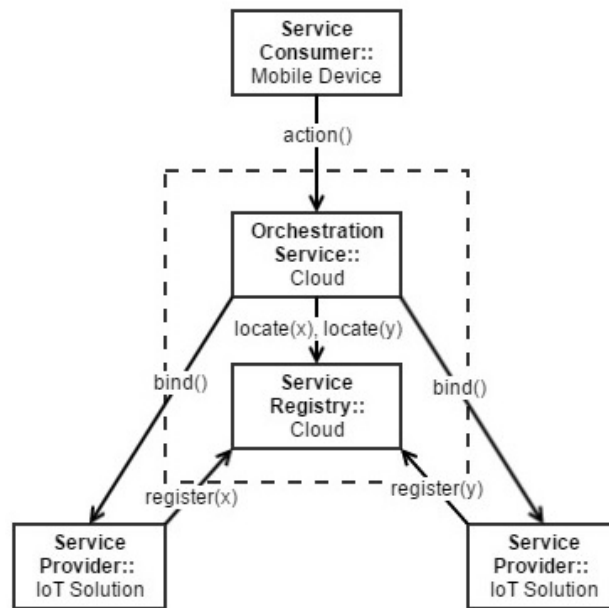 Service
Consumer::
Mobile Device
action()
Orchestration
Service::
Cloud
locate(x), locate(y)
bind()
bind()
Service
Registry::
Cloud
register(x)
register(y)
Service
Provider::
IoT Solution
Service
Provider::
IoT Solution